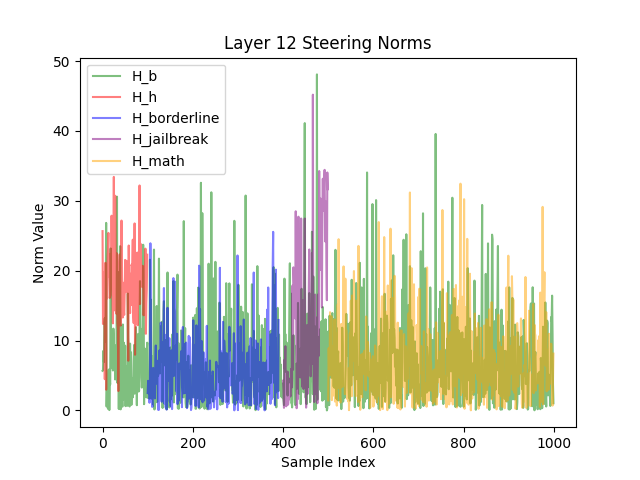 Layer 12 Steering Norms
50
40
30
20
10
0
Norm Value
H_b
H_h
H_borderline
H_jailbreak
H_math
0 200 400 600 800 1000
Sample Index